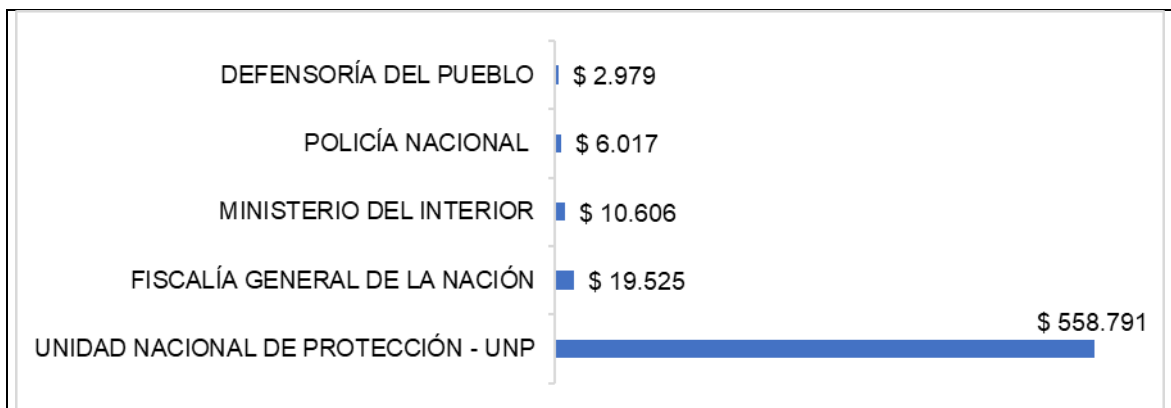 DEFENSORÍA DEL PUEBLO $ 2.979
POLICÍA NACIONAL $ 6.017
MINISTERIO DEL INTERIOR $ 10.606
FISCALÍA GENERAL DE LA NACIÓN $ 19.525
$ 558.791
UNIDAD NACIONAL DE PROTECCIÓN - UNP